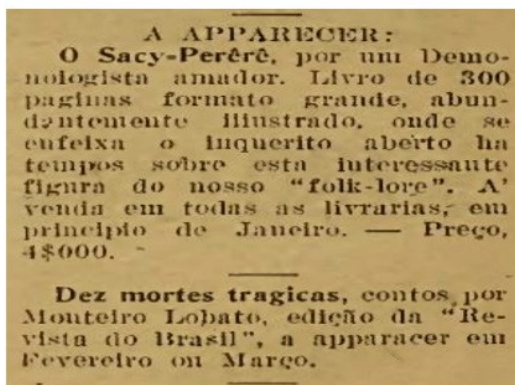 A APPARECER:
O Sacy-Perêrê, por um Demo-
nologista amador. Livro de 300
paginas formato grande, abun-
dantemente illustrado, onde se
enfeixa o inquerito aberto ha
tempos sobre esta interessante
figura do nosso "folk-lore". A'
venda em todas as livrarias, em
principio de Janeiro. — Preço,
4$000.
Dez mortes tragicas, contos por
Monteiro Lobato, edição da "Re-
vista do Brasil", a apparacer em
Fevereiro ou Março.